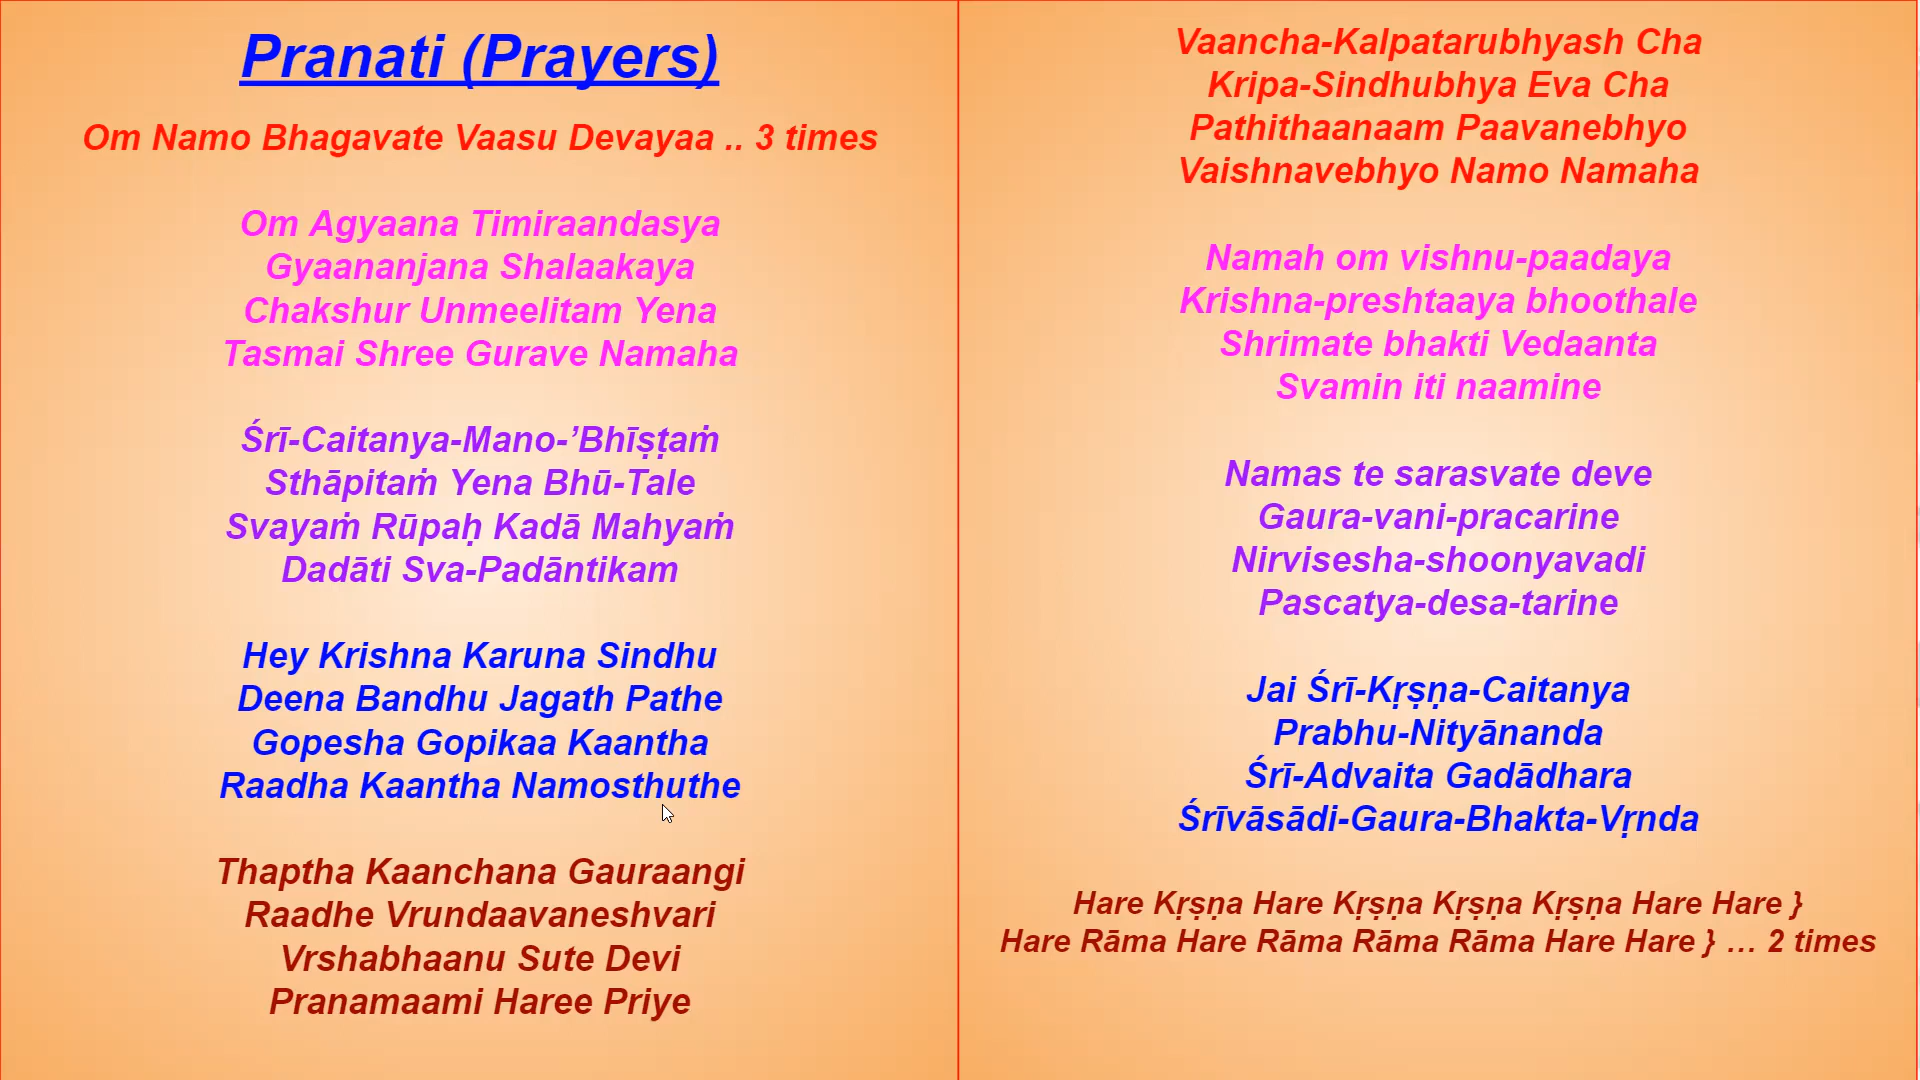 Pranati (Prayers)
Om Namo Bhagavate Vaasu Devayaa .. 3 times
Om Agyaana Timiraandasya
Gyaananjana Shalaakaya
Chakshur Unmeelitam Yena
Tasmai Shree Gurave Namaha
Śrī-Caitanya-Mano-’Bhīṣṭaṁ
Sthāpitaṁ Yena Bhū-Tale
Svayaṁ Rūpaḥ Kadā Mahyaṁ
Dadāti Sva-Padāntikam
Hey Krishna Karuna Sindhu
Deena Bandhu Jagath Pathe
Gopesha Gopikaa Kaantha
Raadha Kaantha Namosthuthe
Thaptha Kaanchana Gauraangi
Raadhe Vrundaavaneshvari
Vrshabhaanu Sute Devi
Pranamaami Haree Priye
Vaancha-Kalpatarubhyash Cha
Kripa-Sindhubhya Eva Cha
Pathithaanaam Paavanebhyo
Vaishnavebhyo Namo Namaha
Namah om vishnu-paadaya
Krishna-preshtaaya bhoothale
Shrimate bhakti Vedaanta
Svamin iti naamine
Namas te sarasvate deve
Gaura-vani-pracarine
Nirvisesha-shoonyavadi
Pascatya-desa-tarine
Jai Śrī-Kṛṣṇa-Caitanya
Prabhu-Nityānanda
Śrī-Advaita Gadādhara
Śrīvāsādi-Gaura-Bhakta-Vṛnda
Hare Kṛṣṇa Hare Kṛṣṇa Kṛṣṇa Kṛṣṇa Hare Hare }
Hare Rāma Hare Rāma Rāma Rāma Hare Hare } … 2 times